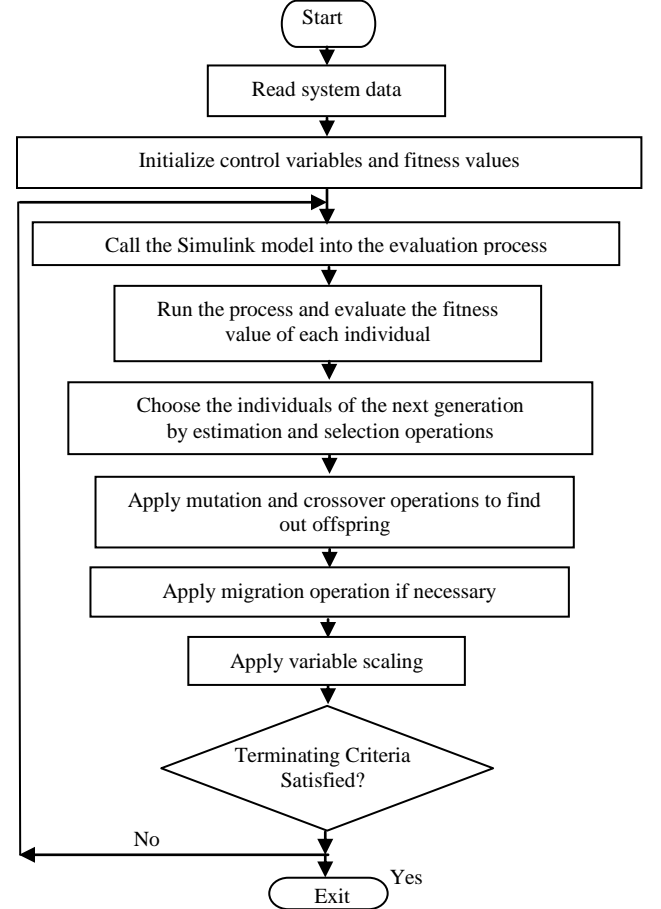 Start
Read system data
Initialize control variables and fitness values
Call the Simulink model into the evaluation process
Run the process and evaluate the fitness
value of each individual
Choose the individuals of the next generation
by estimation and selection operations
Apply mutation and crossover operations to find
out offspring
Apply migration operation if necessary
Apply variable scaling
Terminating Criteria
Satisfied?
No
Yes
Exit